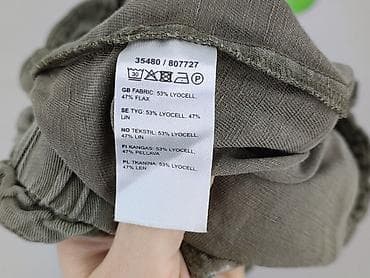 35480 / 807727
30 P
GB FABRIC: 53% LYOCELL,
47% FLAX
SE TYG: 53% LYOCELL, 47%
LIN
NO TEKSTIL: 53% LYOCELL,
47% LIN
FI KANGAS: 53% LYOCELL,
47% PELLAVA
PL TKANINA: 53% LYOCELL,
47% LEN